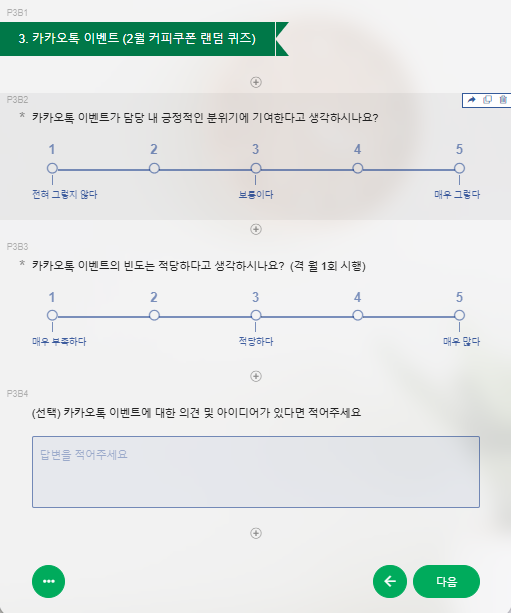 P3B1
3. 카카오톡 이벤트 (2월 커피쿠폰 랜덤 퀴즈)
P3B2
* 카카오톡 이벤트가 담당 내 긍정적인 분위기에 기여한다고 생각하시나요?
1 2 3 4 5
전혀 그렇지 않다 보통이다 매우 그렇다
P3B3
* 카카오톡 이벤트의 빈도는 적당하다고 생각하시나요? (격 월 1회 시행)
1 2 3 4 5
매우 부족하다 적당하다 매우 많다
P3B4
(선택) 카카오톡 이벤트에 대한 의견 및 아이디어가 있다면 적어주세요
답변을 적어주세요
다음